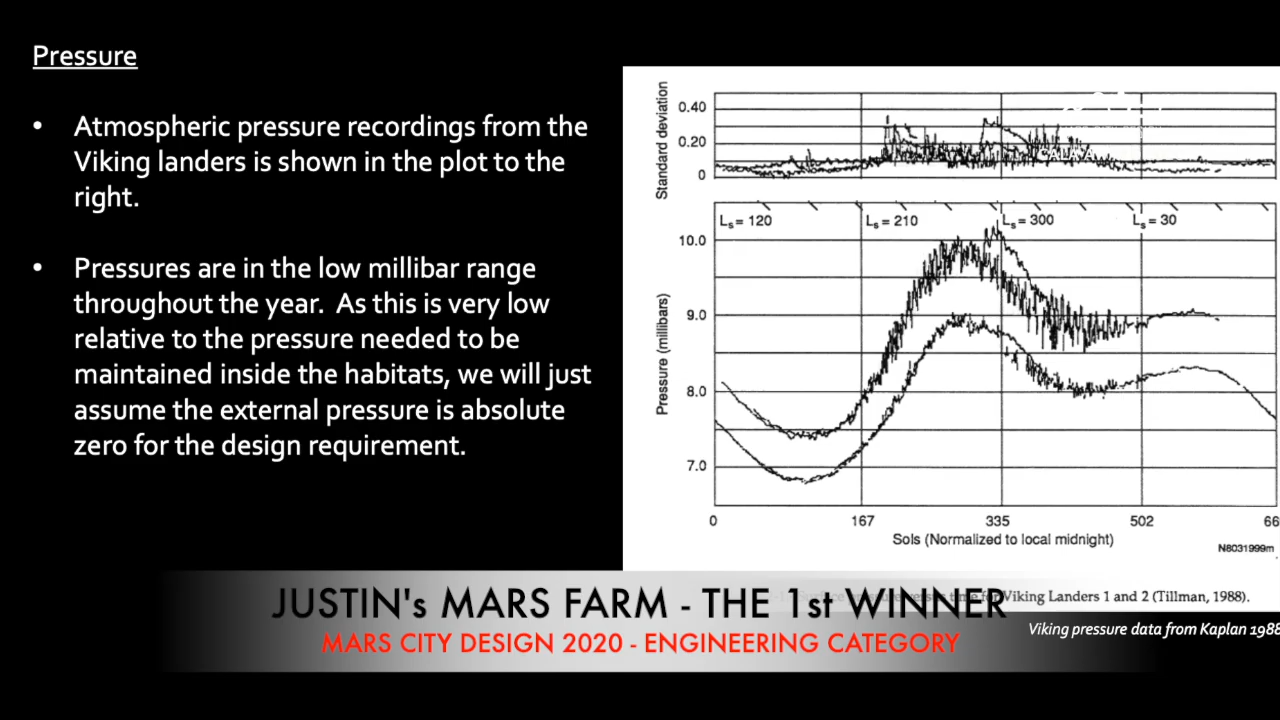 Pressure
• Atmospheric pressure recordings from the
Viking landers is shown in the plot to the
right.
• Pressures are in the low millibar range
throughout the year. As this is very low
relative to the pressure needed to be
maintained inside the habitats, we will just
assume the external pressure is absolute
zero for the design requirement.
Standard deviation
0.40
0.20
0
Ls = 120
Ls = 210
Ls = 300
Ls = 30
Pressure (millibars)
10.0
9.0
8.0
7.0
0 167 335 502 66
Sols (Normalized to local midnight)
N8031999m
JUSTIN's MARS FARM - THE 1st WINNER
MARS CITY DESIGN 2020 - ENGINEERING CATEGORY
Viking Landers 1 and 2 (Tillman, 1988).
Viking pressure data from Kaplan 1988